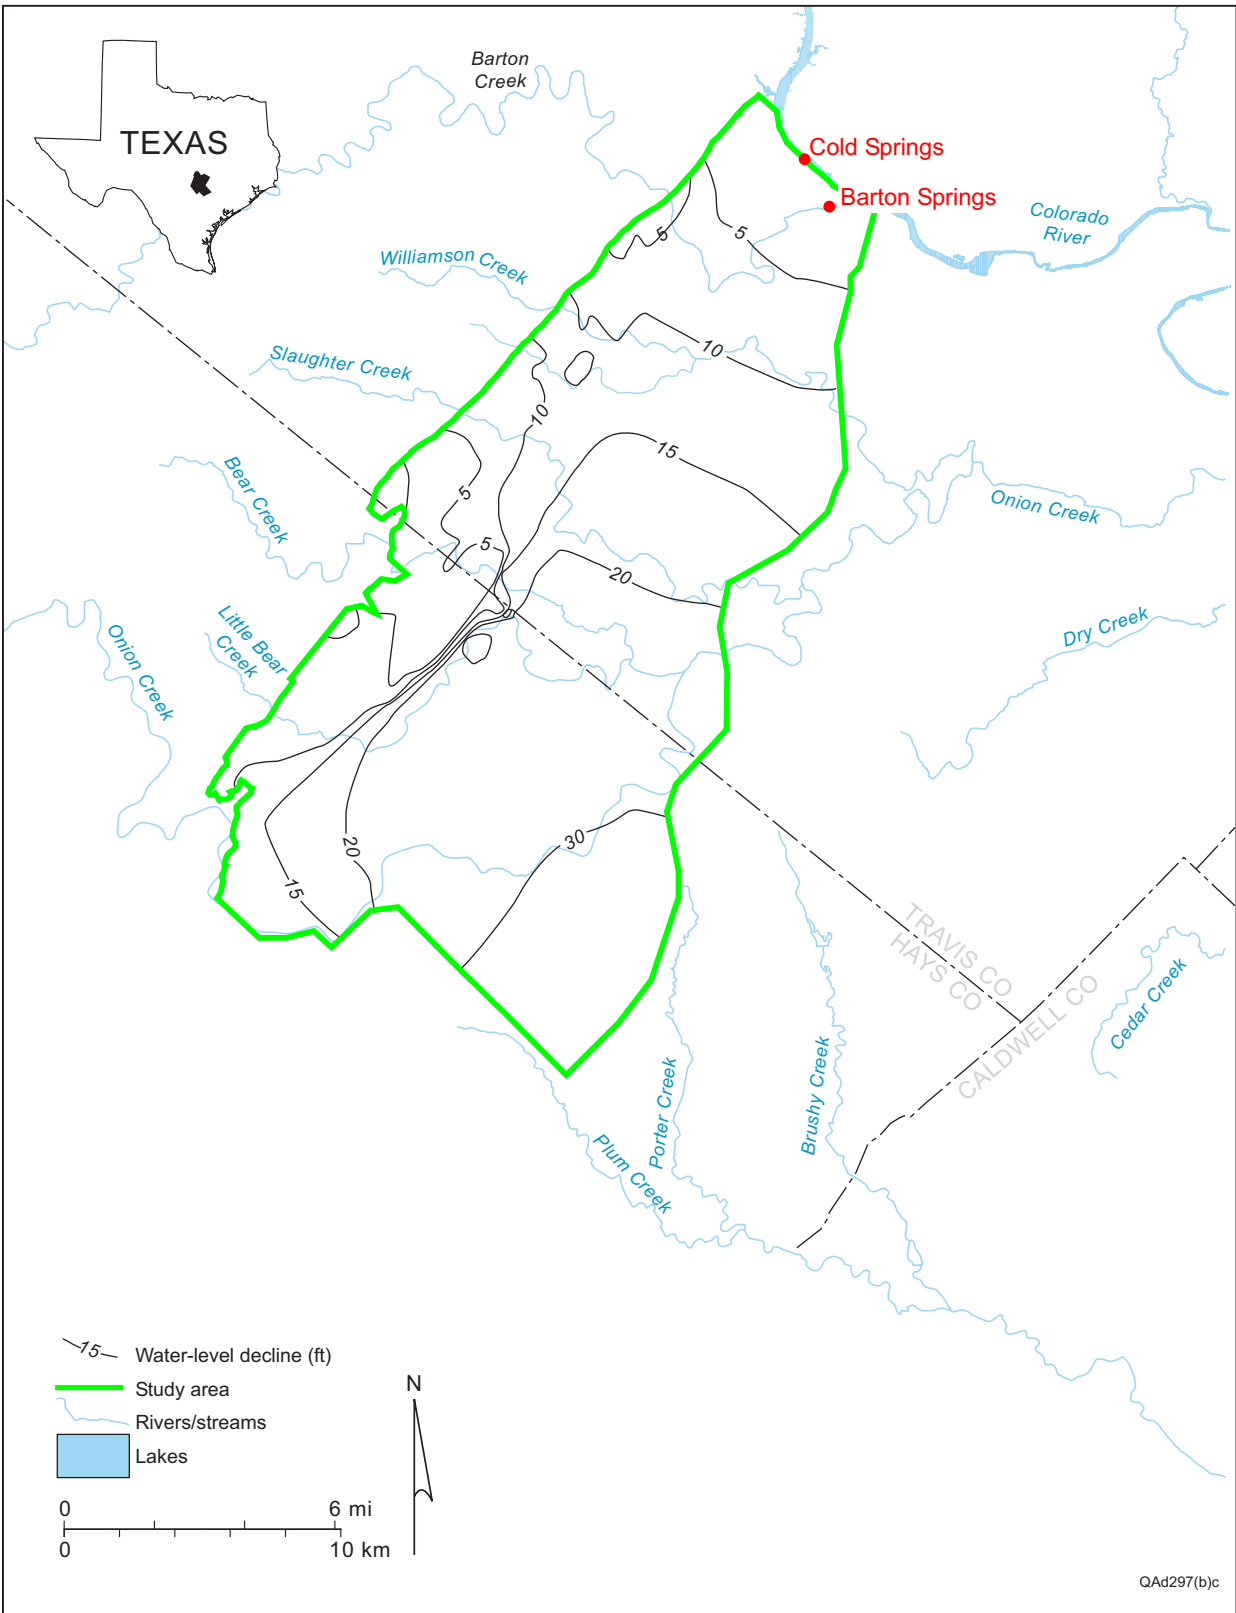 Barton
Creek
TEXAS
Cold Springs
Barton Springs
Colorado
River
5
5
Williamson Creek
10
Slaughter Creek
10
15
Bear Creek
5
Onion Creek
5
20
Little Bear
Creek
Dry Creek
Onion Creek
30
20
15
TRAVIS CO
HAYS CO
CALDWELL CO
Cedar Creek
Porter Creek
Brushy Creek
Plum Creek
15
Water-level decline (ft)
Study area
Rivers/streams
Lakes
N
0 6 mi
0 10 km
QAd297(b)c